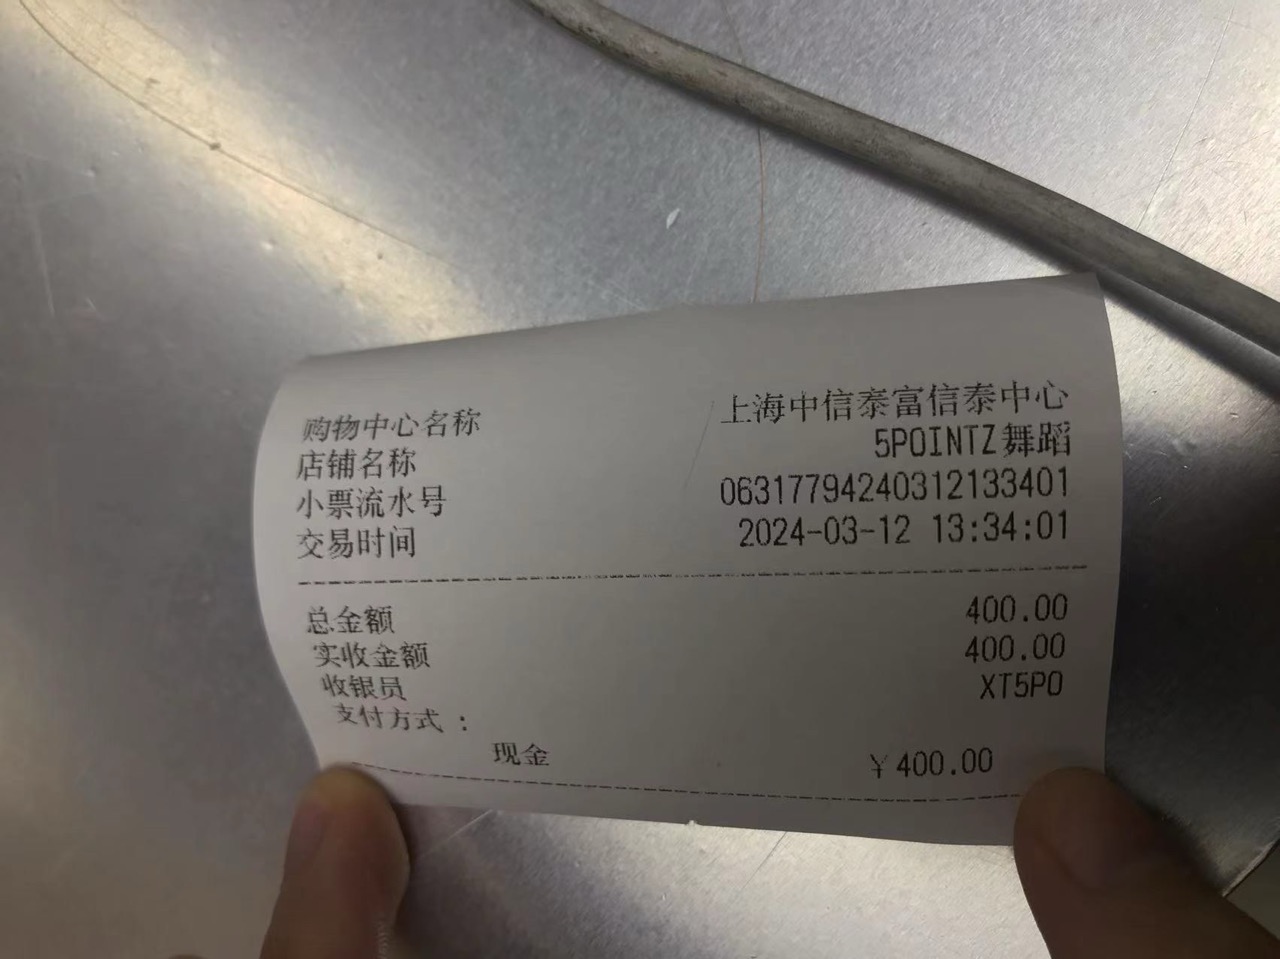 购物中心名称 上海中信泰富信泰中心
店铺名称 5POINTZ舞蹈
小票流水号 06317794240312133401
交易时间 2024-03-12 13:34:01
总金额 400.00
实收金额 400.00
收银员 XT5P0
支付方式：
现金 ¥400.00